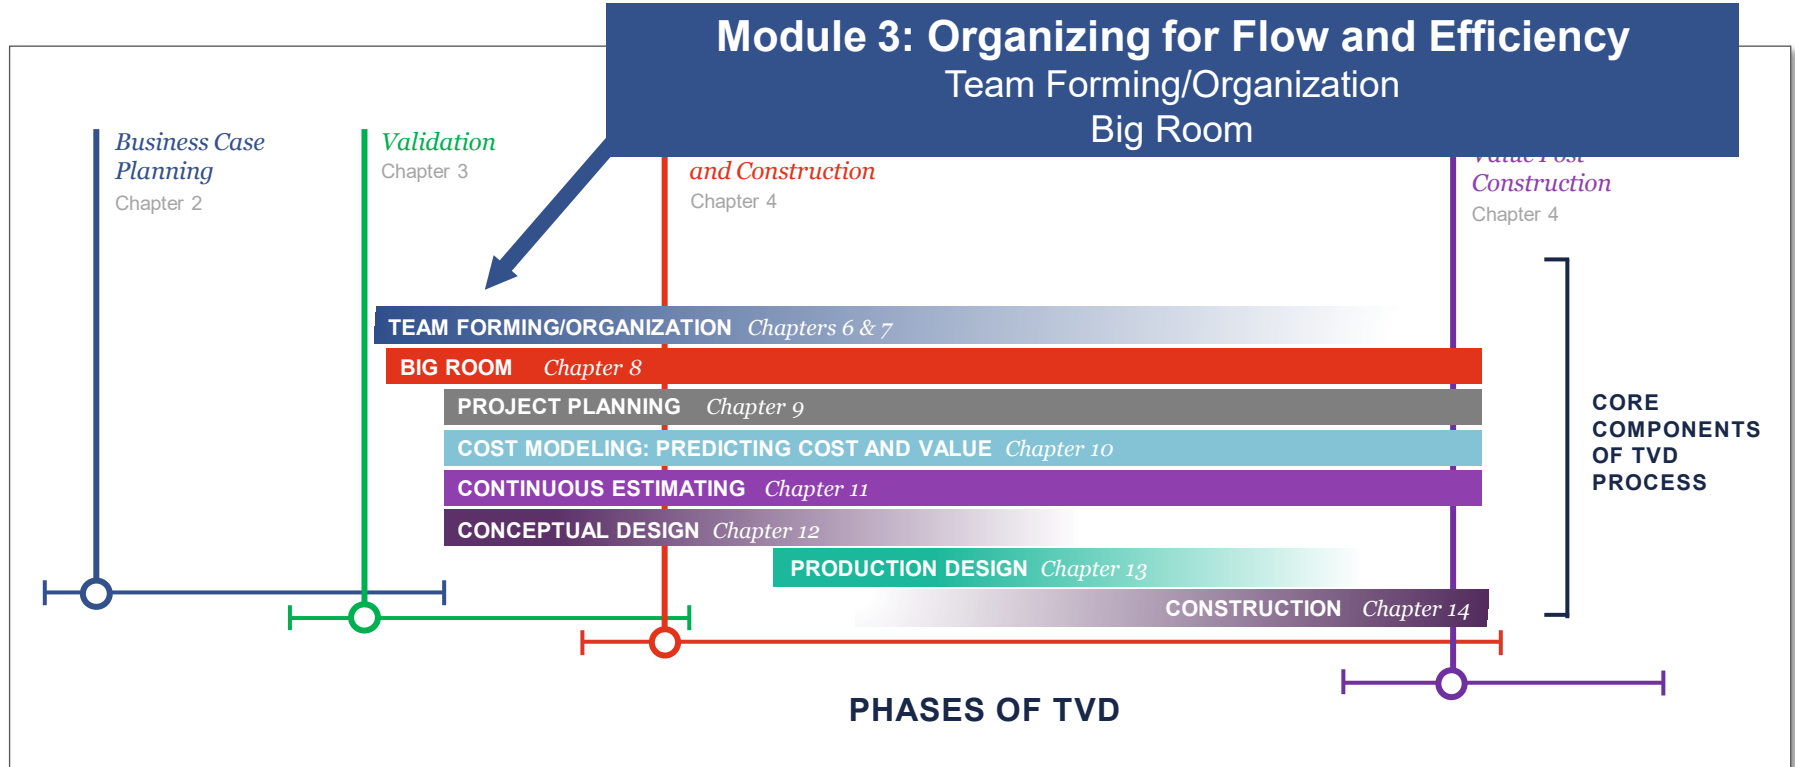 Module 3: Organizing for Flow and Efficiency
Team Forming/Organization
Big Room
Business Case
Planning
Chapter 2
Validation
Chapter 3
and Construction
Chapter 4
Value Post
Construction
Chapter 4
TEAM FORMING/ORGANIZATION Chapters 6 & 7
BIG ROOM Chapter 8
PROJECT PLANNING Chapter 9
COST MODELING: PREDICTING COST AND VALUE Chapter 10
CONTINUOUS ESTIMATING Chapter 11
CONCEPTUAL DESIGN Chapter 12
PRODUCTION DESIGN Chapter 13
CONSTRUCTION Chapter 14
CORE
COMPONENTS
OF TVD
PROCESS
PHASES OF TVD